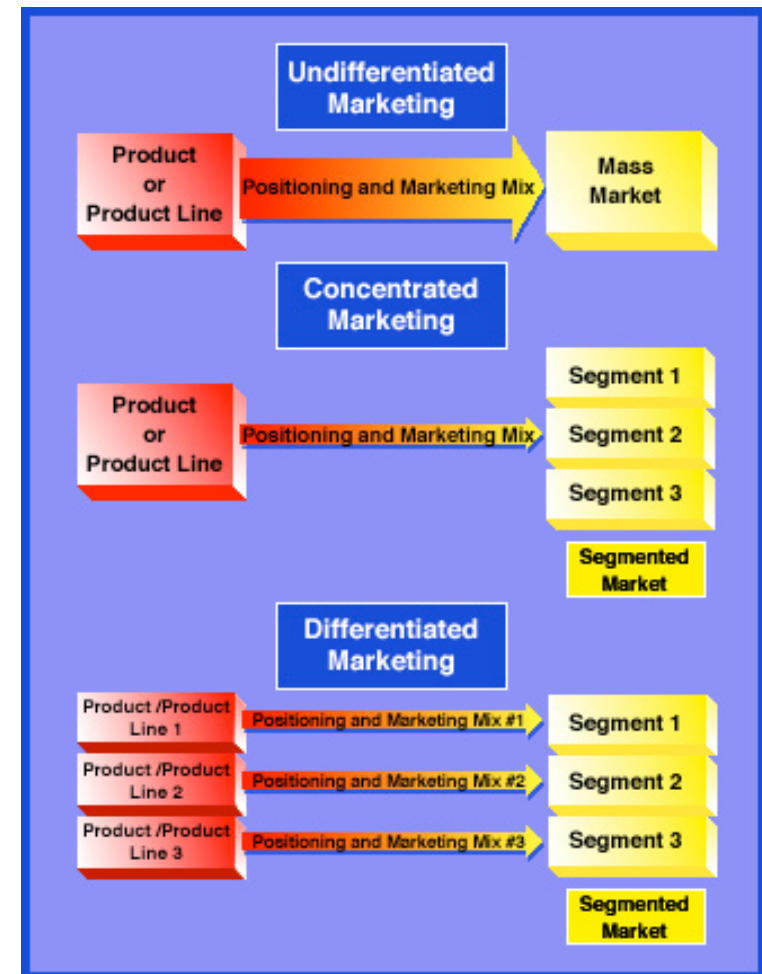 Undifferentiated
Marketing
Product
or
Product Line
Positioning and Marketing Mix
Mass
Market
Concentrated
Marketing
Product
or
Product Line
Positioning and Marketing Mix
Segment 1
Segment 2
Segment 3
Segmented
Market
Differentiated
Marketing
Product /Product
Line 1
Positioning and Marketing Mix #1
Segment 1
Product /Product
Line 2
Positioning and Marketing Mix #2
Segment 2
Product /Product
Line 3
Positioning and Marketing Mix #3
Segment 3
Segmented
Market